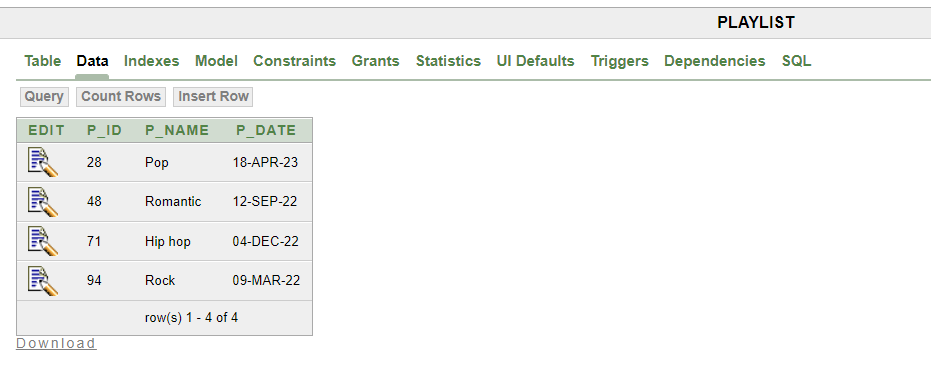 PLAYLIST
Table Data Indexes Model Constraints Grants Statistics UI Defaults Triggers Dependencies SQL
Query Count Rows Insert Row
EDIT P_ID P_NAME P_DATE
28 Pop 18-APR-23
48 Romantic 12-SEP-22
71 Hip hop 04-DEC-22
94 Rock 09-MAR-22
row(s) 1 - 4 of 4
Download